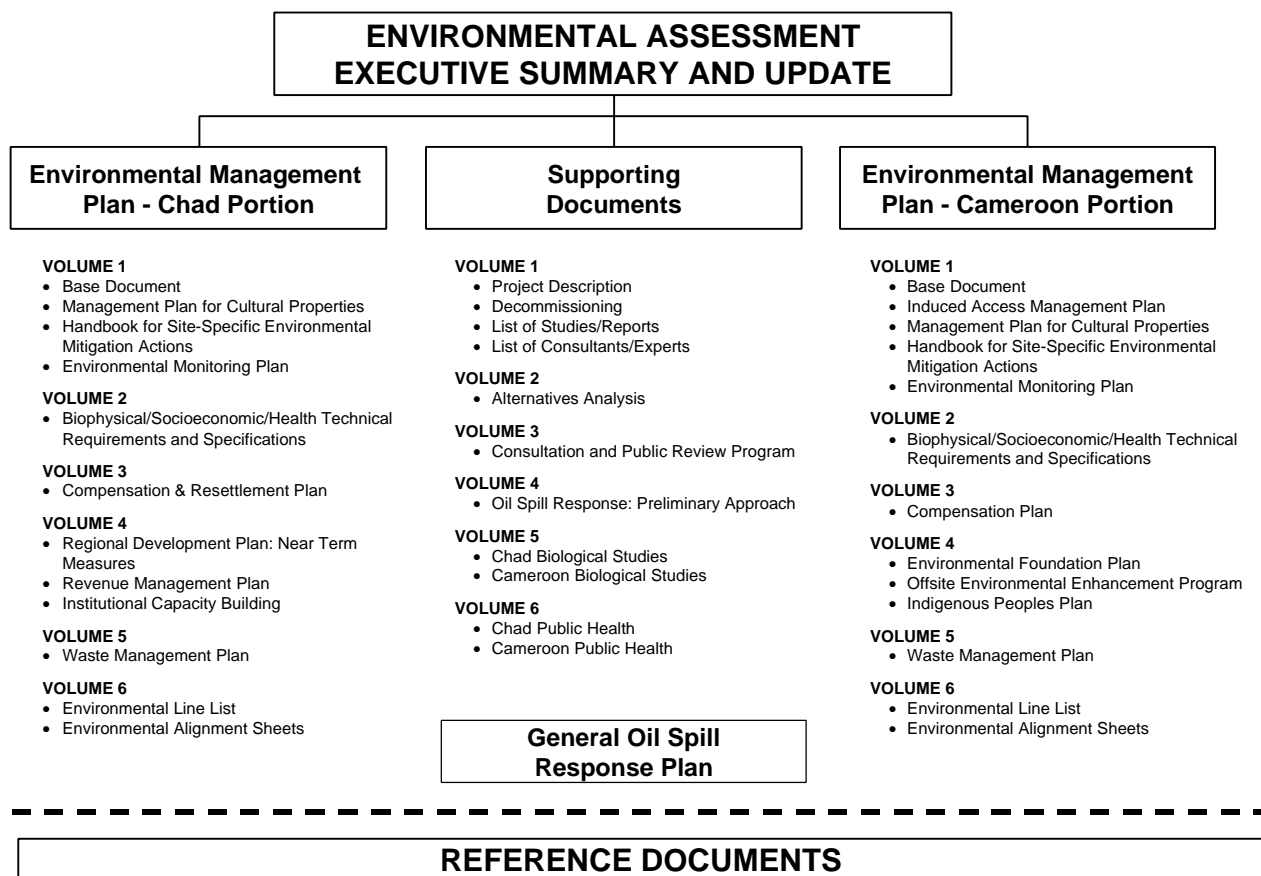 ENVIRONMENTAL ASSESSMENT
EXECUTIVE SUMMARY AND UPDATE
Environmental Management
Plan - Chad Portion
VOLUME 1
• Base Document
• Management Plan for Cultural Properties
• Handbook for Site-Specific Environmental
Mitigation Actions
• Environmental Monitoring Plan
VOLUME 2
• Biophysical/Socioeconomic/Health Technical
Requirements and Specifications
VOLUME 3
• Compensation & Resettlement Plan
VOLUME 4
• Regional Development Plan: Near Term
Measures
• Revenue Management Plan
• Institutional Capacity Building
VOLUME 5
• Waste Management Plan
VOLUME 6
• Environmental Line List
• Environmental Alignment Sheets
Supporting
Documents
VOLUME 1
• Project Description
• Decommissioning
• List of Studies/Reports
• List of Consultants/Experts
VOLUME 2
• Alternatives Analysis
VOLUME 3
• Consultation and Public Review Program
VOLUME 4
• Oil Spill Response: Preliminary Approach
VOLUME 5
• Chad Biological Studies
• Cameroon Biological Studies
VOLUME 6
• Chad Public Health
• Cameroon Public Health
General Oil Spill
Response Plan
Environmental Management
Plan - Cameroon Portion
VOLUME 1
• Base Document
• Induced Access Management Plan
• Management Plan for Cultural Properties
• Handbook for Site-Specific Environmental
Mitigation Actions
• Environmental Monitoring Plan
VOLUME 2
• Biophysical/Socioeconomic/Health Technical
Requirements and Specifications
VOLUME 3
• Compensation Plan
VOLUME 4
• Environmental Foundation Plan
• Offsite Environmental Enhancement Program
• Indigenous Peoples Plan
VOLUME 5
• Waste Management Plan
VOLUME 6
• Environmental Line List
• Environmental Alignment Sheets
REFERENCE DOCUMENTS